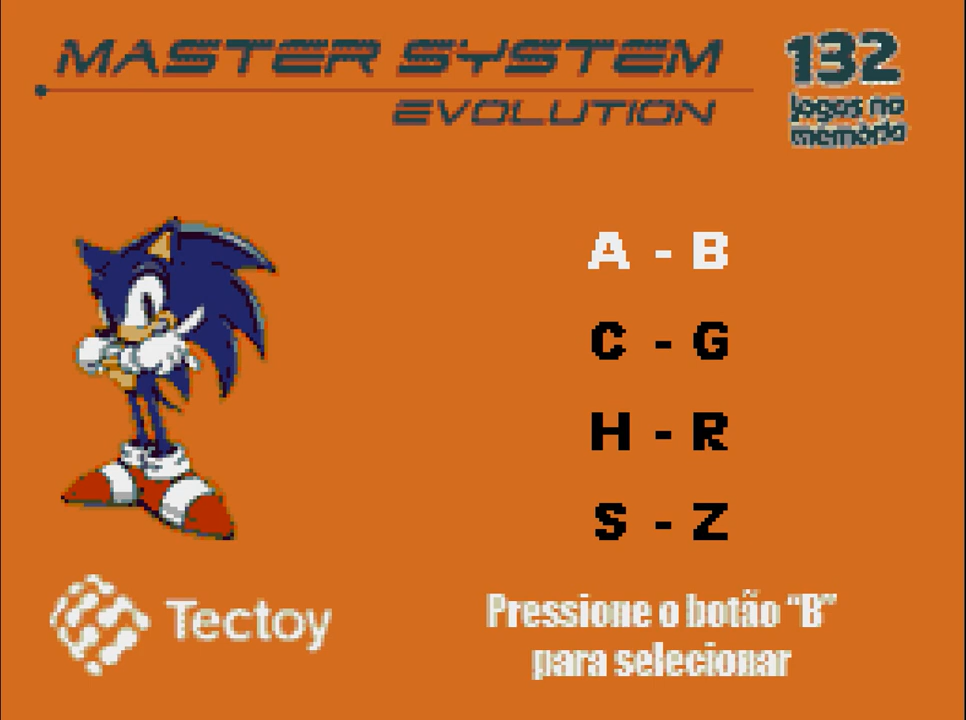 MASTER SYSTEM
EVOLUTION
132
jogos na
memória
A - B
C - G
H - R
S - Z
Tectoy
Pressione o botão "B"
para selecionar